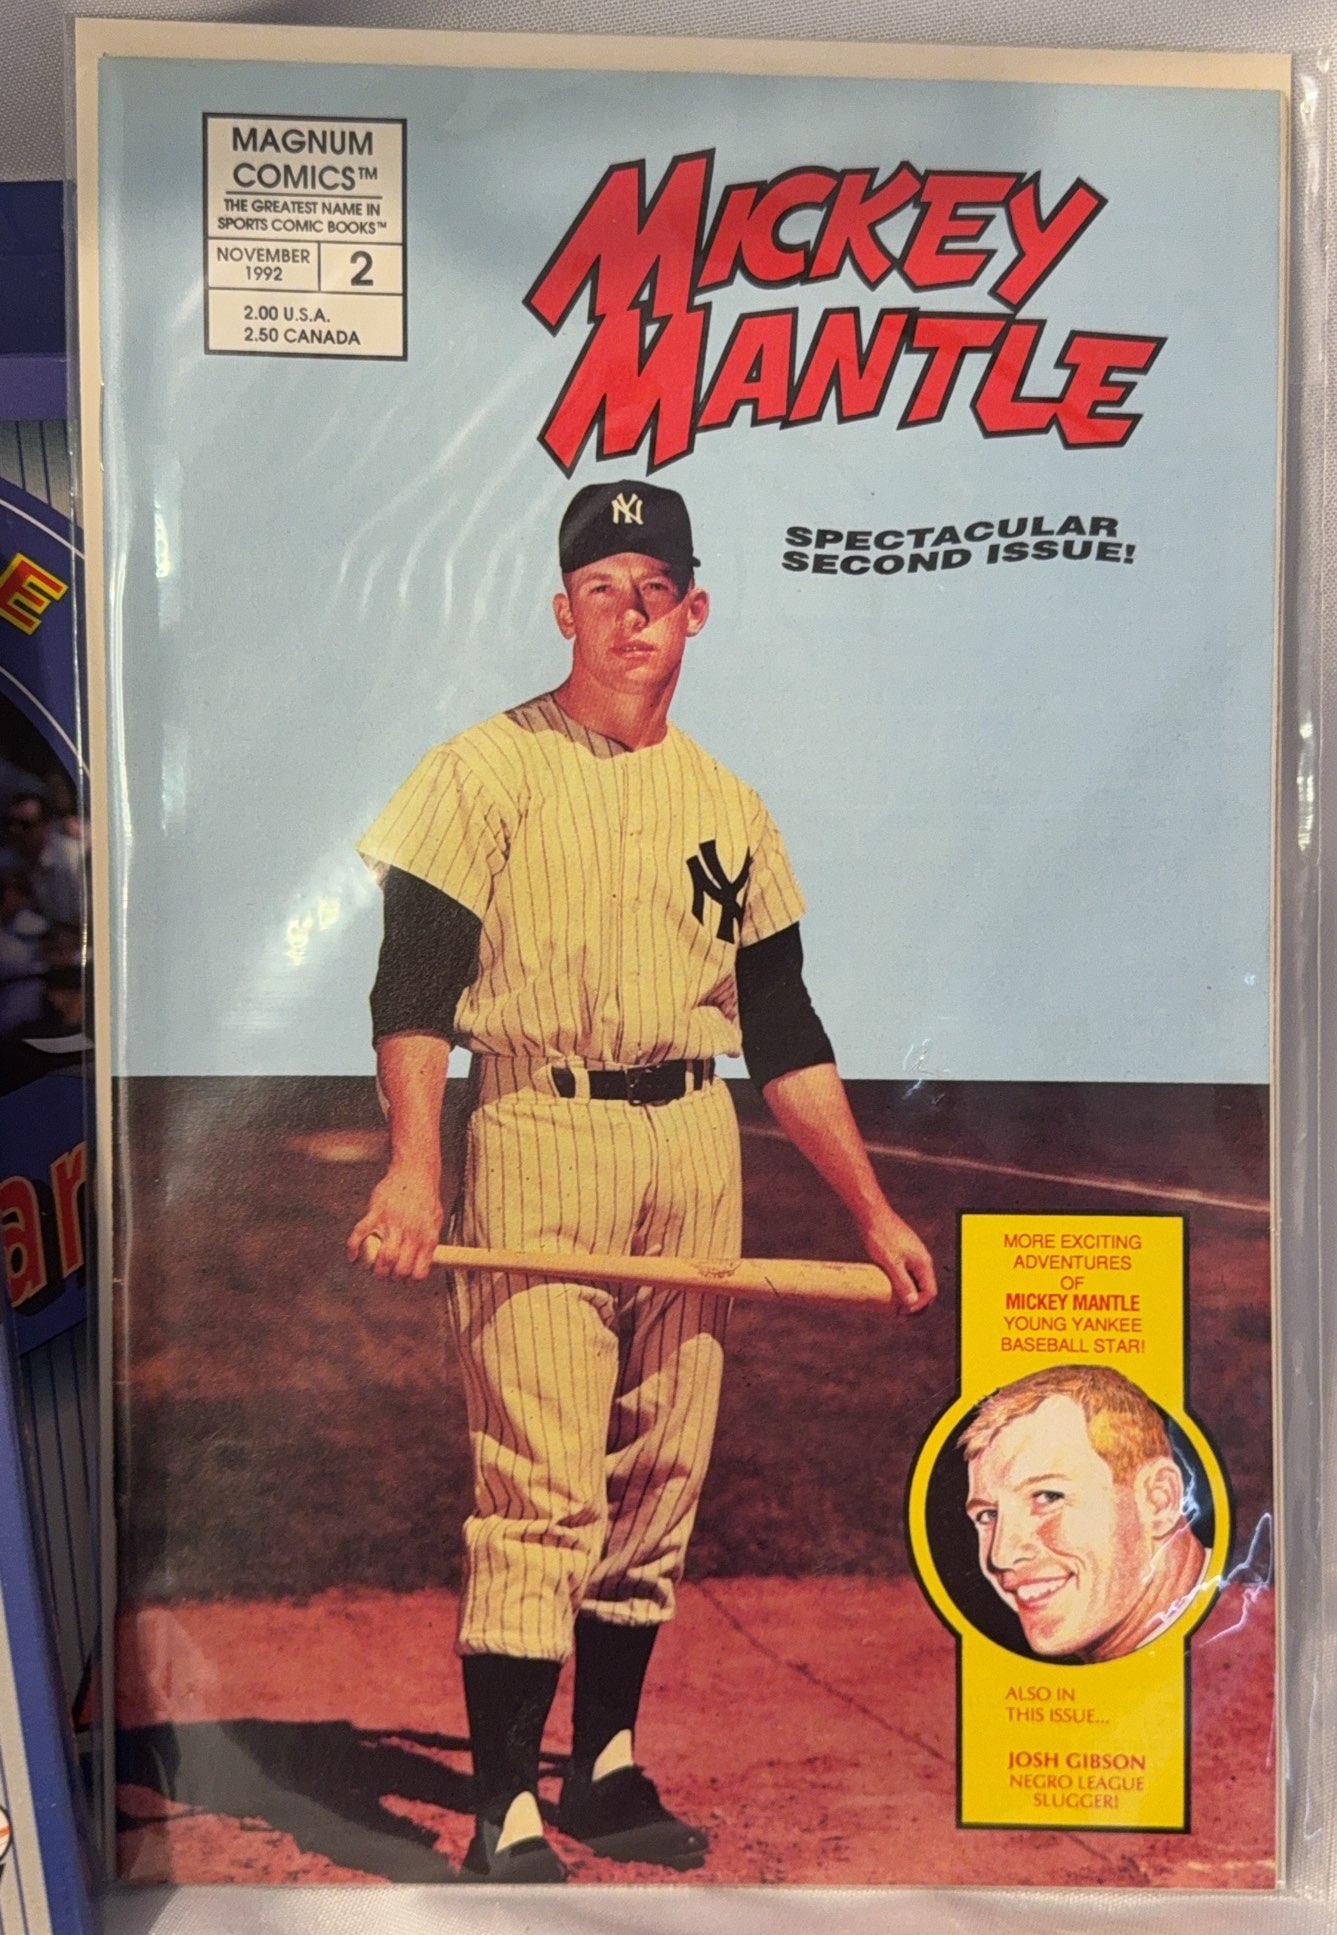 MAGNUM
COMICS™
THE GREATEST NAME IN
SPORTS COMIC BOOKS™
NOVEMBER
1992
2
2.00 U.S.A.
2.50 CANADA
MICKEY
MANTLE
SPECTACULAR
SECOND ISSUE!
NY
NY
MORE EXCITING
ADVENTURES
OF
MICKEY MANTLE
YOUNG YANKEE
BASEBALL STAR!
ALSO IN
THIS ISSUE...
JOSH GIBSON
NEGRO LEAGUE
SLUGGER!
E
ar